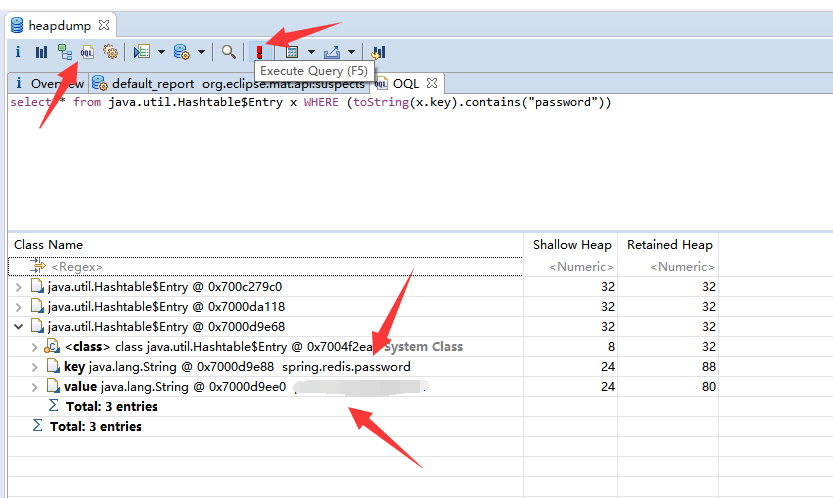 heapdump
OQL
Execute Query (F5)
i Overview default_report org.eclipse.mat.api:suspects OQL
select * from java.util.Hashtable$Entry x WHERE (toString(x.key).contains("password"))
Class Name Shallow Heap Retained Heap
<Regex> <Numeric> <Numeric>
java.util.Hashtable$Entry @ 0x700c279c0 32 32
java.util.Hashtable$Entry @ 0x7000da118 32 32
java.util.Hashtable$Entry @ 0x7000d9e68 32 32
<class> class java.util.Hashtable$Entry @ 0x7004f2ea System Class 8 32
key java.lang.String @ 0x7000d9e88 spring.redis.password 24 88
value java.lang.String @ 0x7000d9ee0 24 80
Σ Total: 3 entries
Σ Total: 3 entries